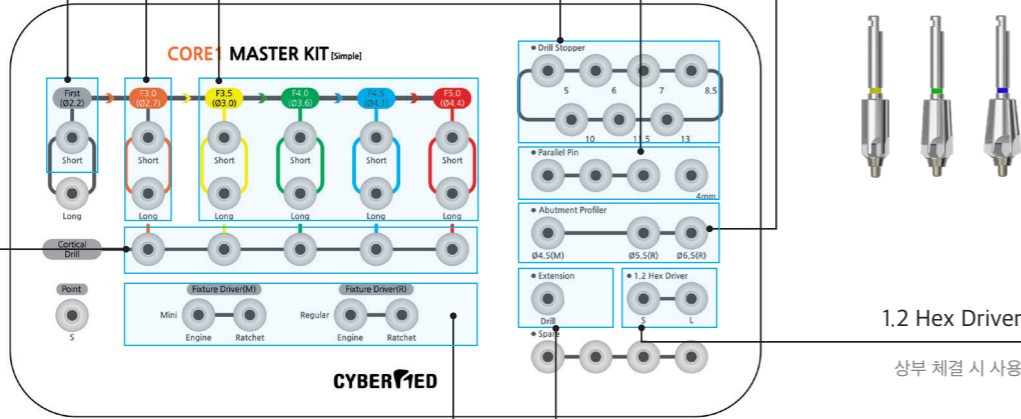 CORE1 MASTER KIT [Simple]
First (Ø2.2)
F3.0 (Ø2.7)
F3.5 (Ø3.0)
F4.0 (Ø3.6)
F4.5 (Ø4.1)
F5.0 (Ø4.4)
Short Short Short Short Short Short
Long Long Long Long Long Long
Cortical Drill
Point
S
Fixture Driver(M)
Mini
Engine Ratchet
Fixture Driver(R)
Regular
Engine Ratchet
• Drill Stopper
5 6 7 8.5
10 11.5 13
• Parallel Pin
4mm
• Abutment Profiler
Ø4.5(M) Ø5.5(R) Ø6.5(R)
• Extension
Drill
• 1.2 Hex Driver
S L
• Spare
CYBERMED
1.2 Hex Driver
상부 체결 시 사용